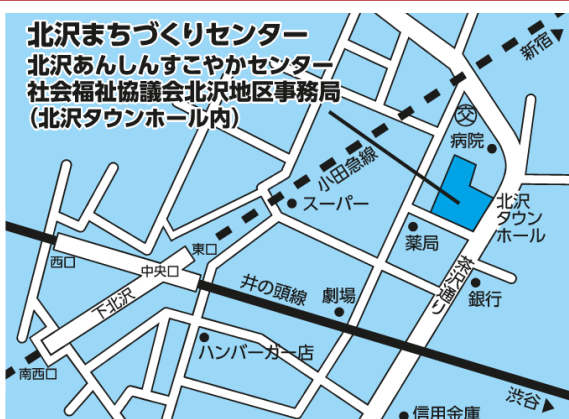 北沢まちづくりセンター
北沢あんしんすこやかセンター
社会福祉協議会北沢地区事務局
(北沢タウンホール内)
新宿
交
病院
小田急線
スーパー
北沢
タウン
ホール
薬局
東口
西口
中央口
下北沢
井の頭線
劇場
茶沢通り
銀行
ハンバーガー店
南西口
渋谷
信用金庫